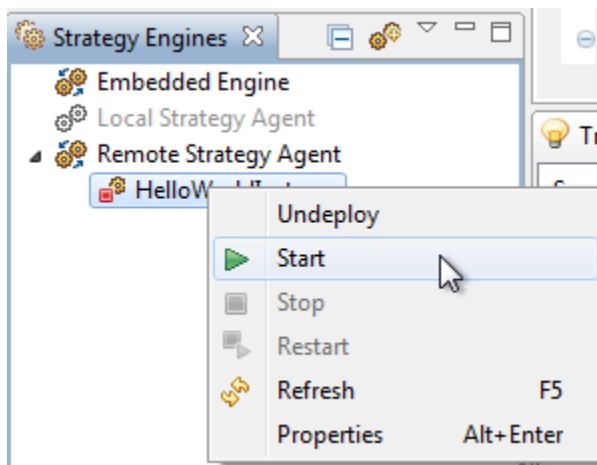 Strategy Engines
Embedded Engine
Local Strategy Agent
Remote Strategy Agent
Undeploy
Start
Stop
Restart
Refresh F5
Properties Alt+Enter